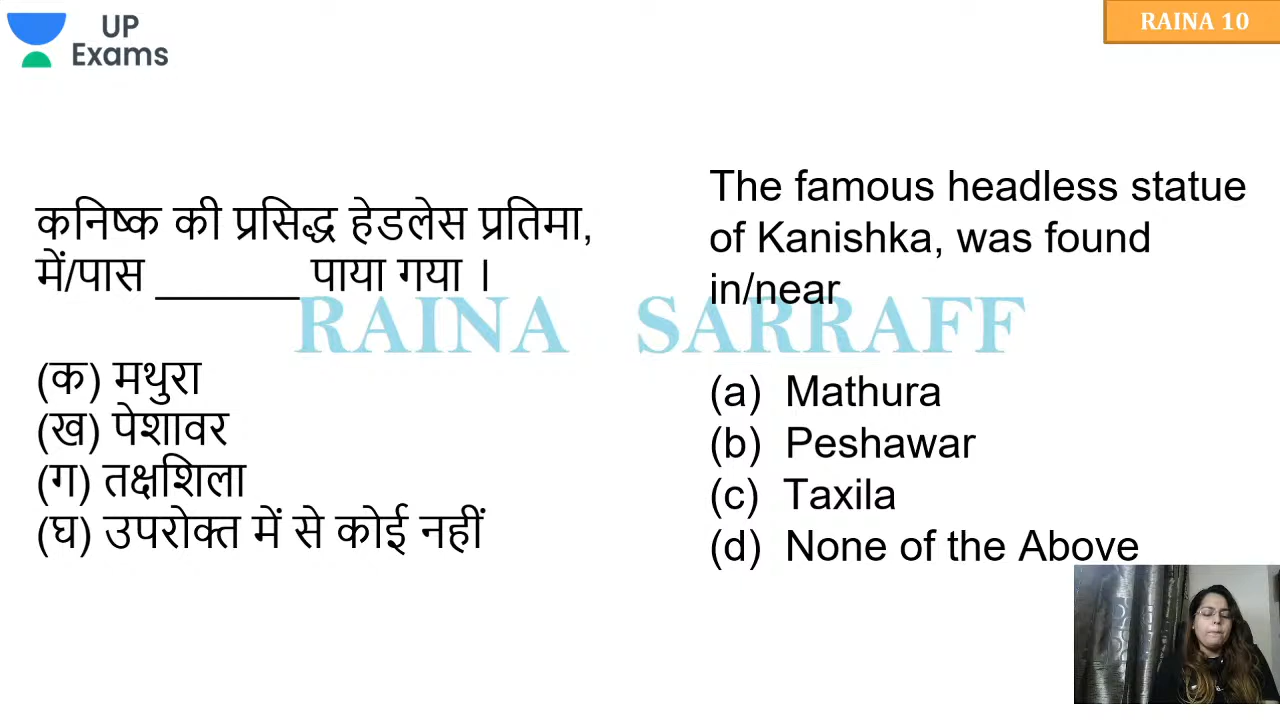 UP
Exams
RAINA 10
कनिष्क की प्रसिद्ध हेडलेस प्रतिमा,
में/पास ______ पाया गया ।
(क) मथुरा
(ख) पेशावर
(ग) तक्षशिला
(घ) उपरोक्त में से कोई नहीं
The famous headless statue
of Kanishka, was found
in/near
(a) Mathura
(b) Peshawar
(c) Taxila
(d) None of the Above
RAINA SARRAFF